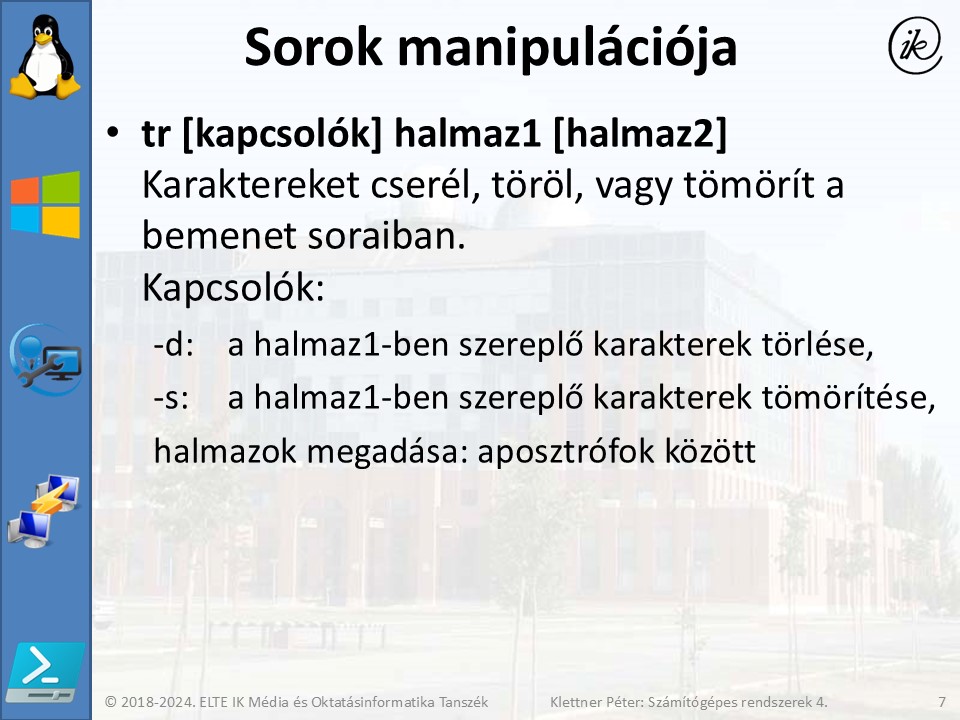 Sorok manipulációja
ik
• tr [kapcsolók] halmaz1 [halmaz2]
Karaktereket cserél, töröl, vagy tömörít a
bemenet soraiban.
Kapcsolók:
-d: a halmaz1-ben szereplő karakterek törlése,
-s: a halmaz1-ben szereplő karakterek tömörítése,
halmazok megadása: aposztrófok között
© 2018-2024. ELTE IK Média és Oktatásinformatika Tanszék Klettner Péter: Számítógépes rendszerek 4. 7